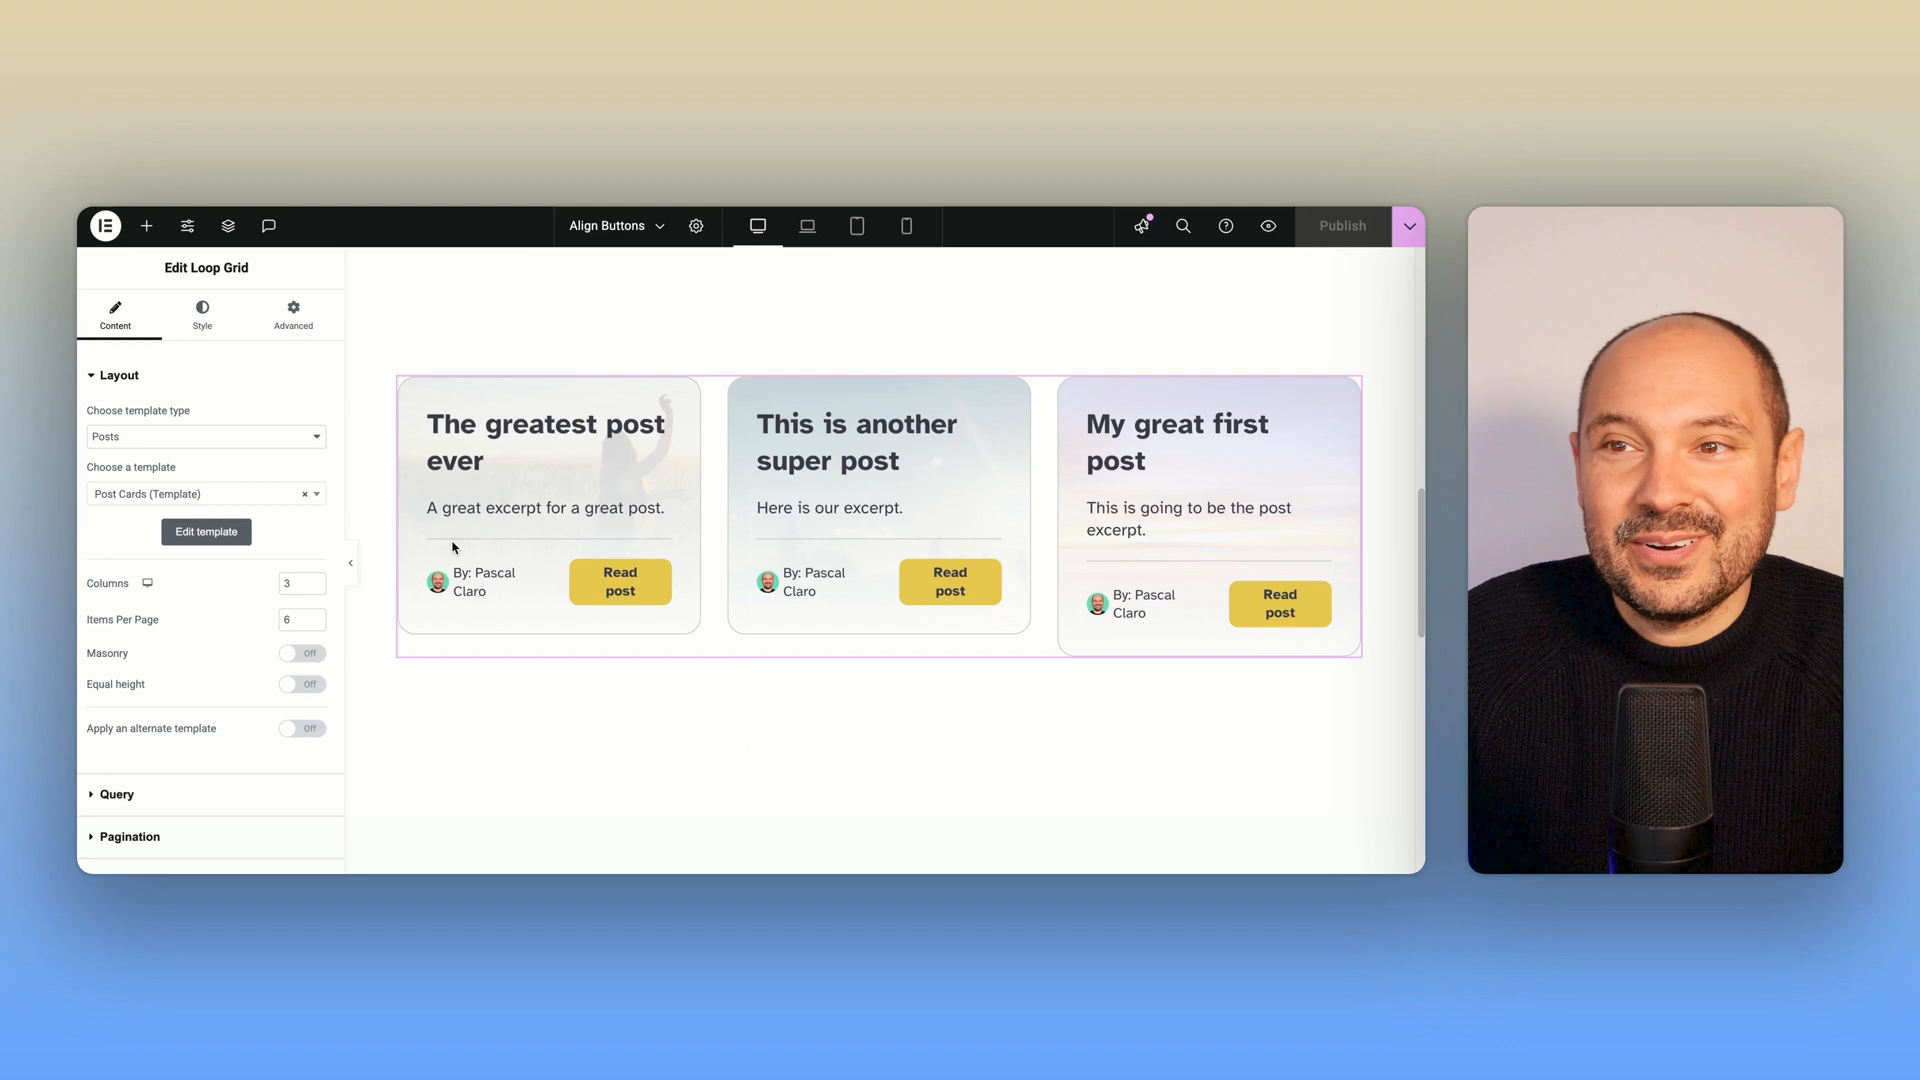 Align Buttons
Publish
Edit Loop Grid
Content
Style
Advanced
Layout
Choose template type
Posts
Choose a template
Post Cards (Template)
Edit template
Columns
3
Items Per Page
6
Masonry
Off
Equal height
Off
Apply an alternate template
Off
Query
Pagination
The greatest post
ever
A great excerpt for a great post.
By: Pascal
Claro
Read
post
This is another
super post
Here is our excerpt.
By: Pascal
Claro
Read
post
My great first
post
This is going to be the post
excerpt.
By: Pascal
Claro
Read
post